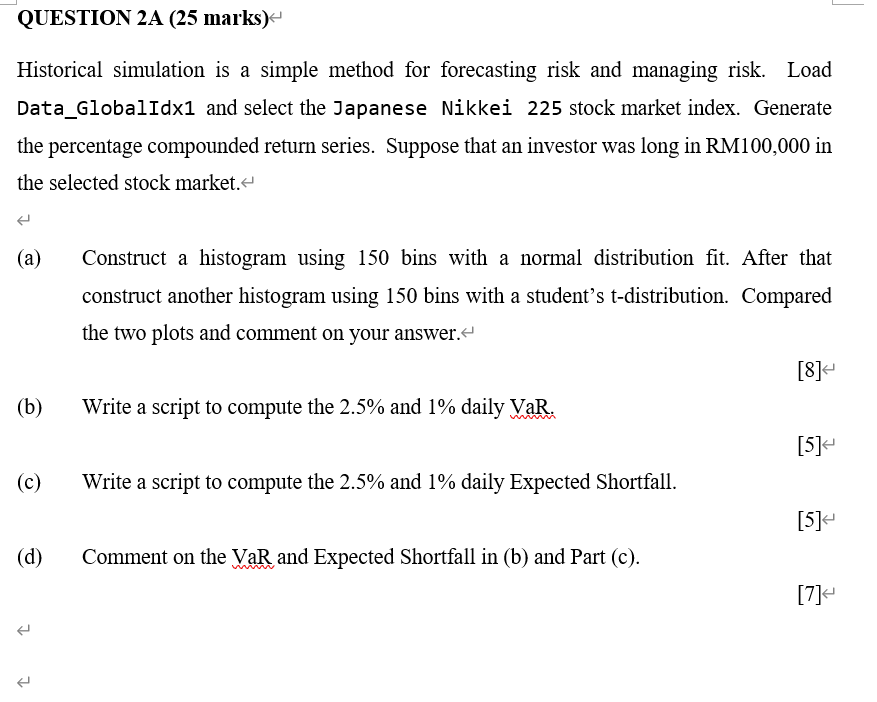 QUESTION 2A (25 marks)↵
Historical simulation is a simple method for forecasting risk and managing risk. Load
Data_GlobalIdx1 and select the Japanese Nikkei 225 stock market index. Generate
the percentage compounded return series. Suppose that an investor was long in RM100,000 in
the selected stock market.↵
↵
(a) Construct a histogram using 150 bins with a normal distribution fit. After that
construct another histogram using 150 bins with a student’s t-distribution. Compared
the two plots and comment on your answer.↵
[8]↵
(b) Write a script to compute the 2.5% and 1% daily VaR.
[5]↵
(c) Write a script to compute the 2.5% and 1% daily Expected Shortfall.
[5]↵
(d) Comment on the VaR and Expected Shortfall in (b) and Part (c).
[7]↵
↵
↵